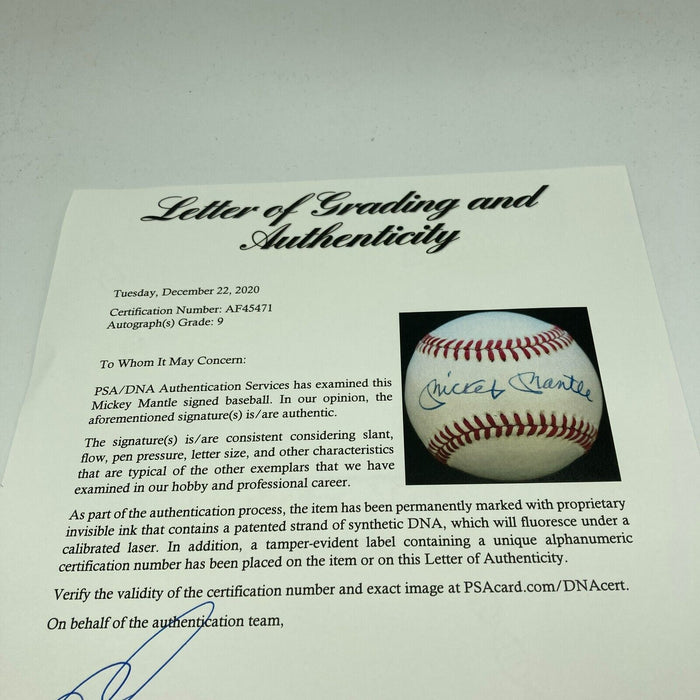 Letter of Grading and
Authenticity
Tuesday, December 22, 2020
Certification Number: AF45471
Autograph(s) Grade: 9
To Whom It May Concern:
PSA/DNA Authentication Services has examined this
Mickey Mantle signed baseball. In our opinion, the
aforementioned signature(s) is/are authentic.
The signature(s) is/are consistent considering slant,
flow, pen pressure, letter size, and other characteristics
that are typical of the other exemplars that we have
examined in our hobby and professional career.
Mickey Mantle
As part of the authentication process, the item has been permanently marked with proprietary
invisible ink that contains a patented strand of synthetic DNA, which will fluoresce under a
calibrated laser. In addition, a tamper-evident label containing a unique alphanumeric
certification number has been placed on the item or on this Letter of Authenticity.
Verify the validity of the certification number and exact image at PSAcard.com/DNAcert.
On behalf of the authentication team,